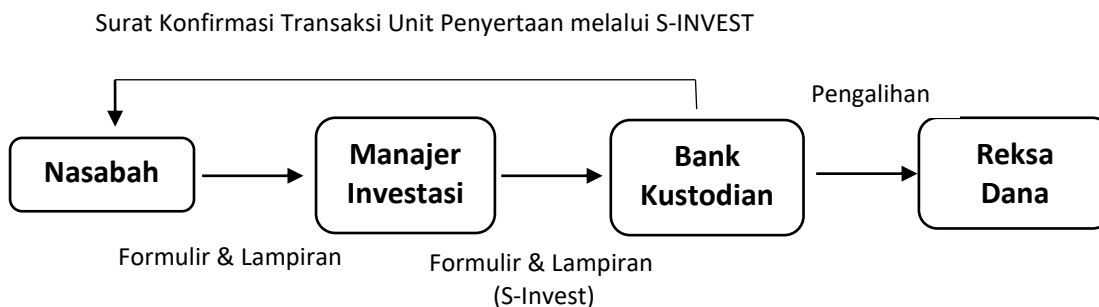 Surat Konfirmasi Transaksi Unit Penyertaan melalui S-INVEST
Pengalihan
Nasabah
Manajer
Investasi
Bank
Kustodian
Reksa
Dana
Formulir & Lampiran
Formulir & Lampiran
(S-Invest)